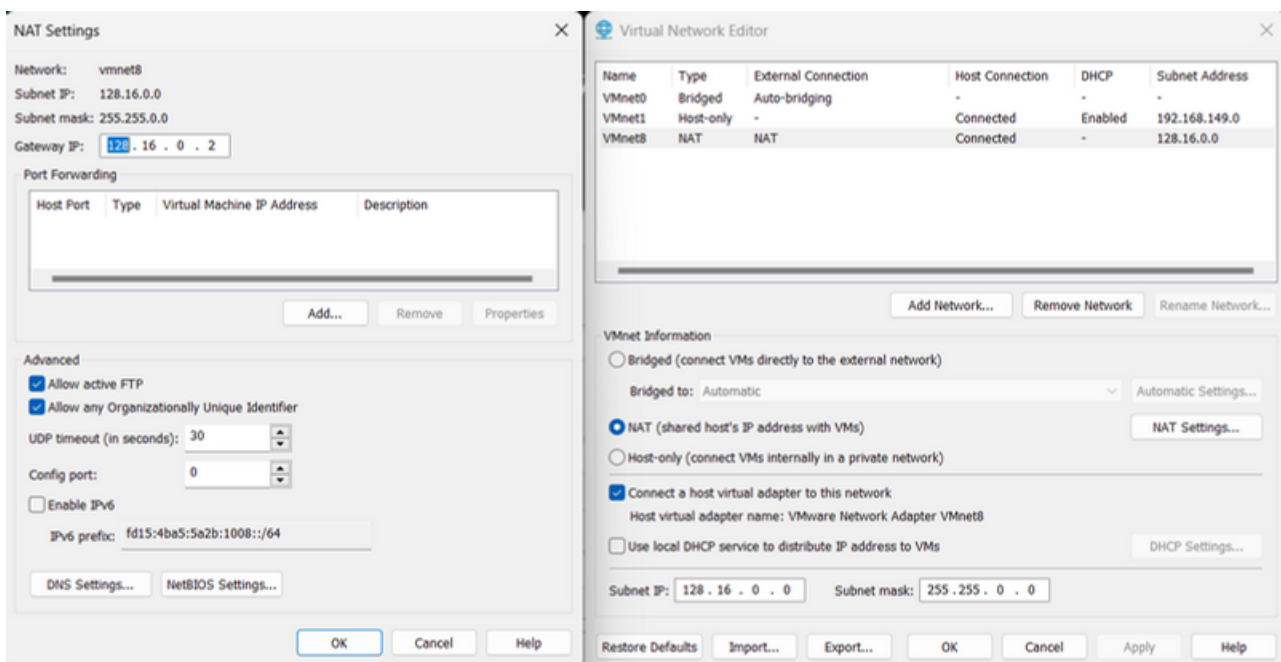 NAT Settings
Network: vmnet8
Subnet IP: 128.16.0.0
Subnet mask: 255.255.0.0
Gateway IP: 128 . 16 . 0 . 2
Port Forwarding
Host Port Type Virtual Machine IP Address Description
Add... Remove Properties
Advanced
Allow active FTP
Allow any Organizationally Unique Identifier
UDP timeout (in seconds): 30
Config port: 0
Enable IPv6
IPv6 prefix: fd15:4ba5:5a2b:1008::/64
DNS Settings... NetBIOS Settings...
OK Cancel Help
Virtual Network Editor
Name Type External Connection Host Connection DHCP Subnet Address
VMnet0 Bridged Auto-bridging - - -
VMnet1 Host-only - Connected Enabled 192.168.149.0
VMnet8 NAT NAT Connected - 128.16.0.0
Add Network... Remove Network Rename Network...
VMnet Information
Bridged (connect VMs directly to the external network)
Bridged to: Automatic Automatic Settings...
NAT (shared host's IP address with VMs) NAT Settings...
Host-only (connect VMs internally in a private network)
Connect a host virtual adapter to this network
Host virtual adapter name: VMware Network Adapter VMnet8
Use local DHCP service to distribute IP address to VMs DHCP Settings...
Subnet IP: 128 . 16 . 0 . 0 Subnet mask: 255 . 255 . 0 . 0
Restore Defaults Import... Export... OK Cancel Apply Help